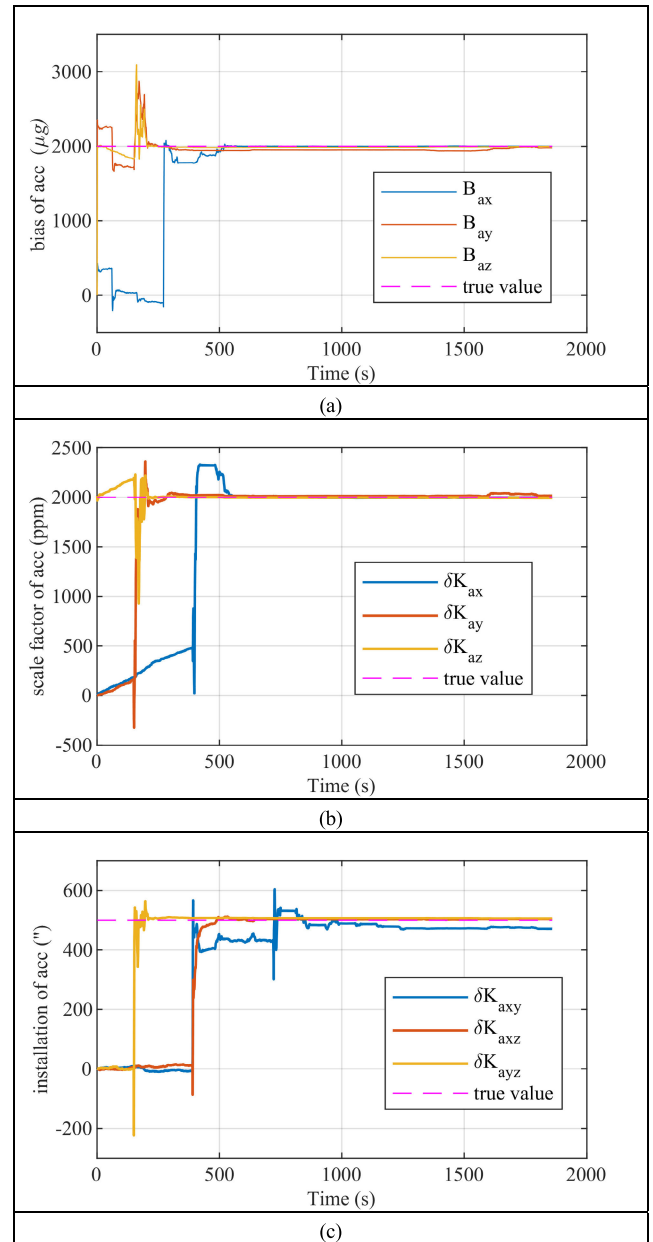 3000
2000
1000
0
bias of acc (μg)
B_ax
B_ay
B_az
true value
0
500
1000
1500
2000
Time (s)
(a)
2500
2000
1500
1000
500
0
-500
scale factor of acc (ppm)
δK_ax
δK_ay
δK_az
true value
0
500
1000
1500
2000
Time (s)
(b)
600
400
200
0
-200
installation of acc (")
δK_axy
δK_axz
δK_ayz
true value
0
500
1000
1500
2000
Time (s)
(c)